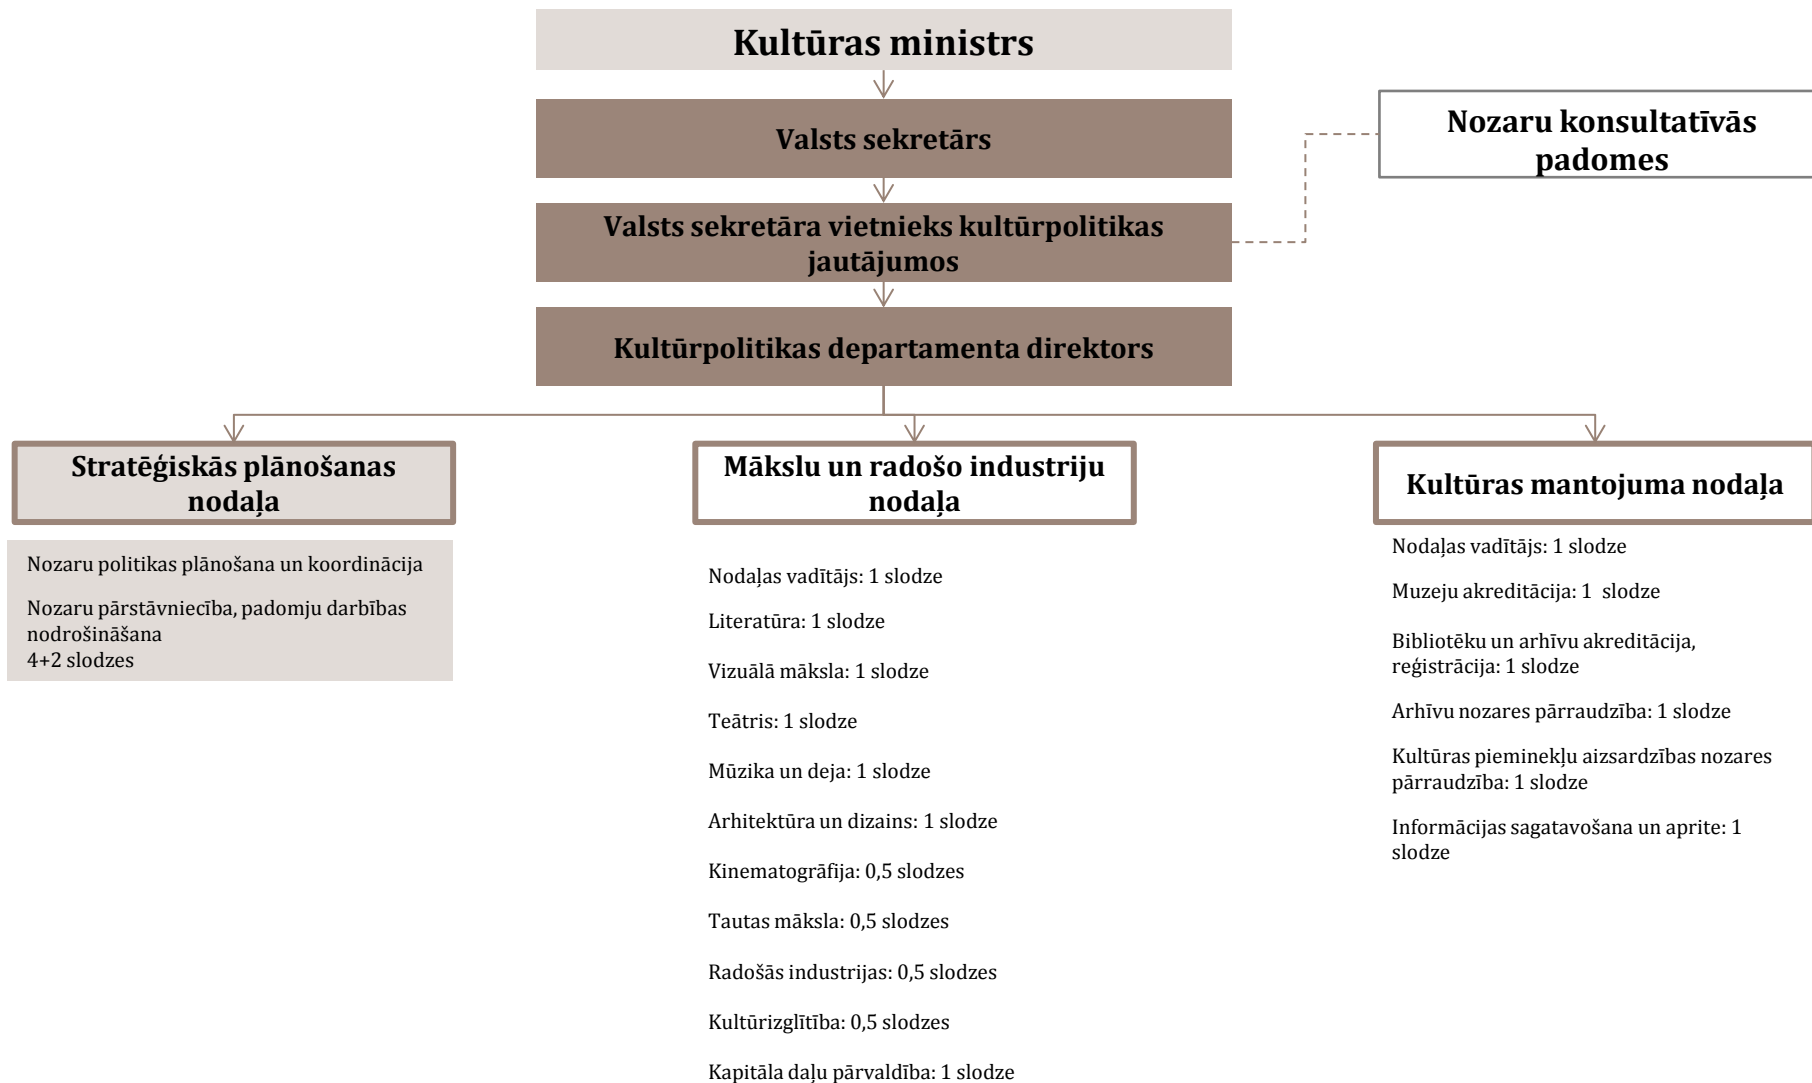 Kultūras ministrs
Valsts sekretārs
Nozaru konsultatīvās
padomes
Valsts sekretāra vietnieks kultūrpolitikas
jautājumos
Kultūrpolitikas departamenta direktors
Stratēģiskās plānošanas
nodaļa
Nozaru politikas plānošana un koordinācija
Nozaru pārstāvniecība, padomju darbības
nodrošināšana
4+2 slodzes
Mākslu un radošo industriju
nodaļa
Nodaļas vadītājs: 1 slodze
Literatūra: 1 slodze
Vizuālā māksla: 1 slodze
Teātris: 1 slodze
Mūzika un deja: 1 slodze
Arhitektūra un dizains: 1 slodze
Kinematogrāfija: 0,5 slodzes
Tautas māksla: 0,5 slodzes
Radošās industrijas: 0,5 slodzes
Kultūrizglītība: 0,5 slodzes
Kapitāla daļu pārvaldība: 1 slodze
Kultūras mantojuma nodaļa
Nodaļas vadītājs: 1 slodze
Muzeju akreditācija: 1 slodze
Bibliotēku un arhīvu akreditācija,
reģistrācija: 1 slodze
Arhīvu nozares pārraudzība: 1 slodze
Kultūras pieminekļu aizsardzības nozares
pārraudzība: 1 slodze
Informācijas sagatavošana un aprite: 1
slodze